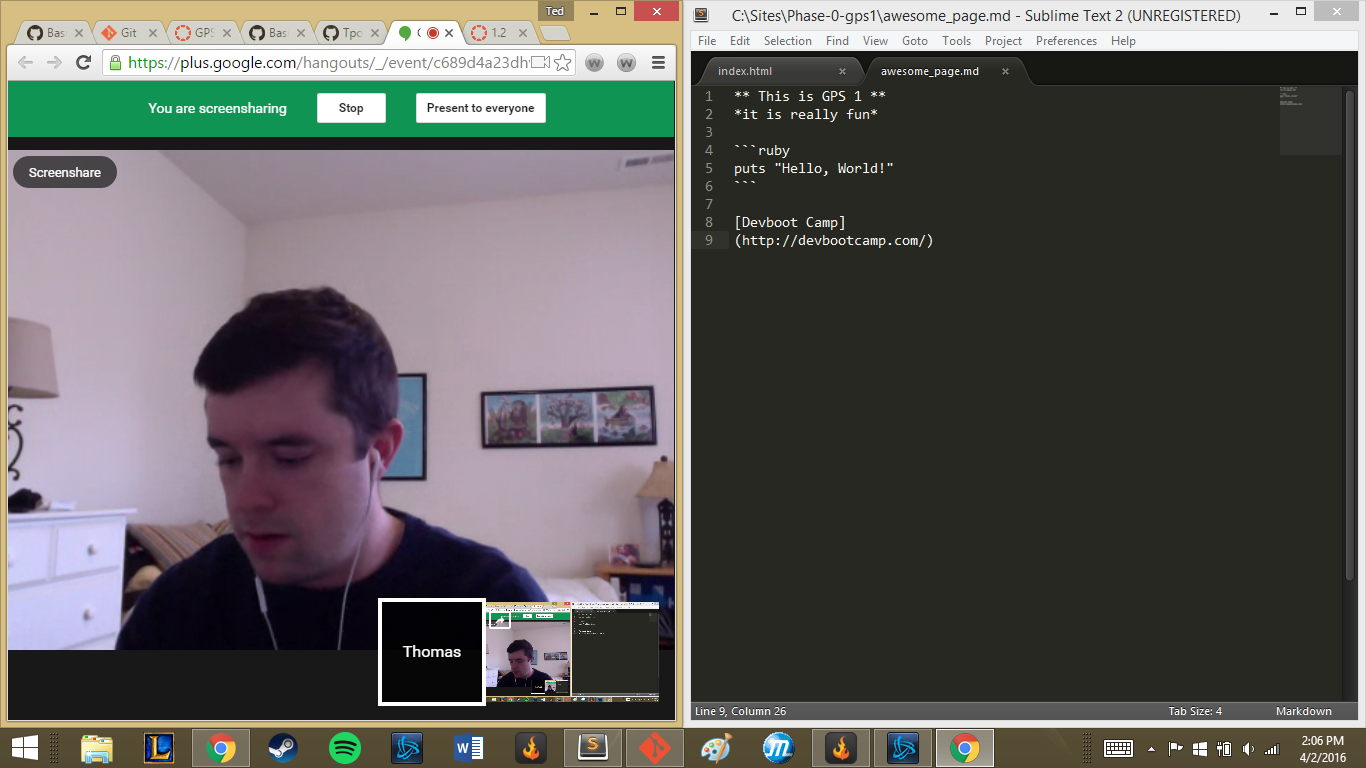 Ted
Bas
Git
GPS
Bas
Tpc
1.2
https://plus.google.com/hangouts/_/event/c689d4a23dh
You are screensharing
Stop
Present to everyone
Screenshare
Thomas
C:\Sites\Phase-0-gps1\awesome_page.md - Sublime Text 2 (UNREGISTERED)
File Edit Selection Find View Goto Tools Project Preferences Help
index.html
awesome_page.md
1 ** This is GPS 1 **
2 *it is really fun*
3
4 ```ruby
5 puts "Hello, World!"
6 ```
7
8 [Devboot Camp]
9 (http://devbootcamp.com/)
Line 9, Column 26
Tab Size: 4
Markdown
2:06 PM
4/2/2016